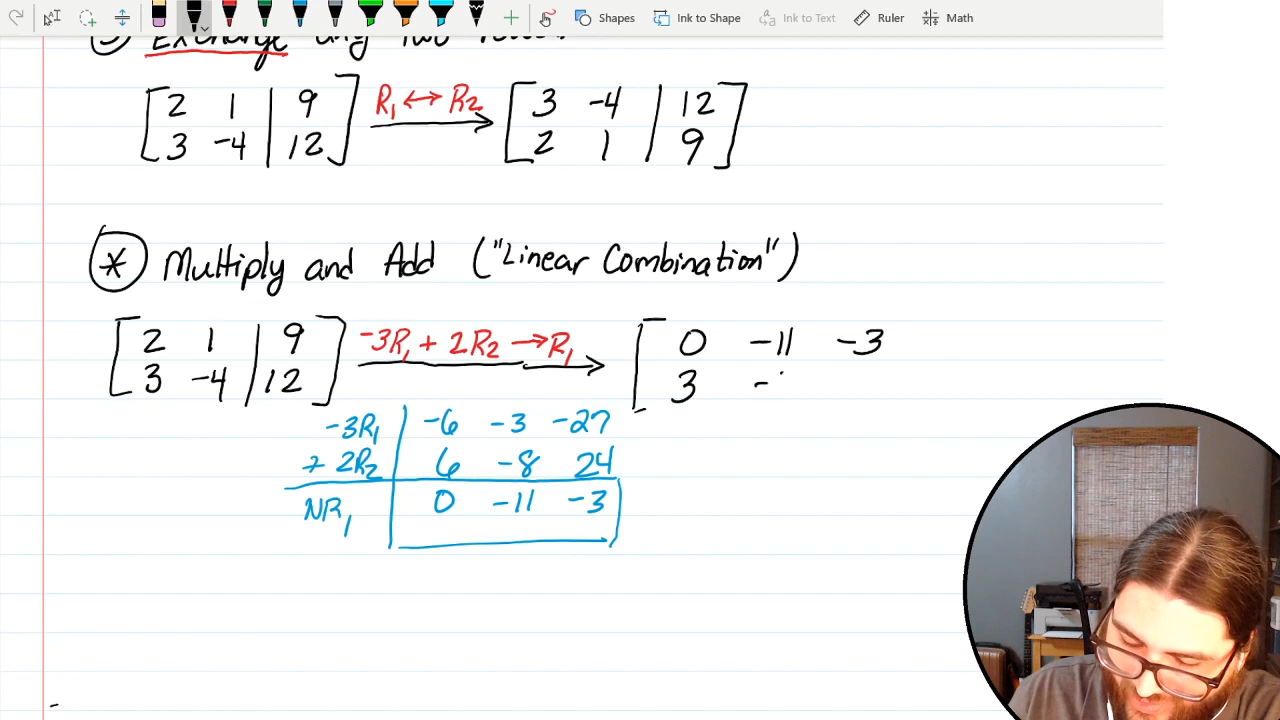 Shapes Ink to Shape Ink to Text Ruler Math
Exchange any Two rows.
[2 1 | 9] R1 ↔ R2 [3 -4 | 12]
[3 -4 | 12] [2 1 | 9]
* Multiply and Add ("Linear Combination")
[2 1 | 9] -3R1 + 2R2 → R1 [0 -11 -3
[3 -4 | 12] [3 -
-3R1 | -6 -3 -27
+ 2R2 | 6 -8 24
NR1 | 0 -11 -3